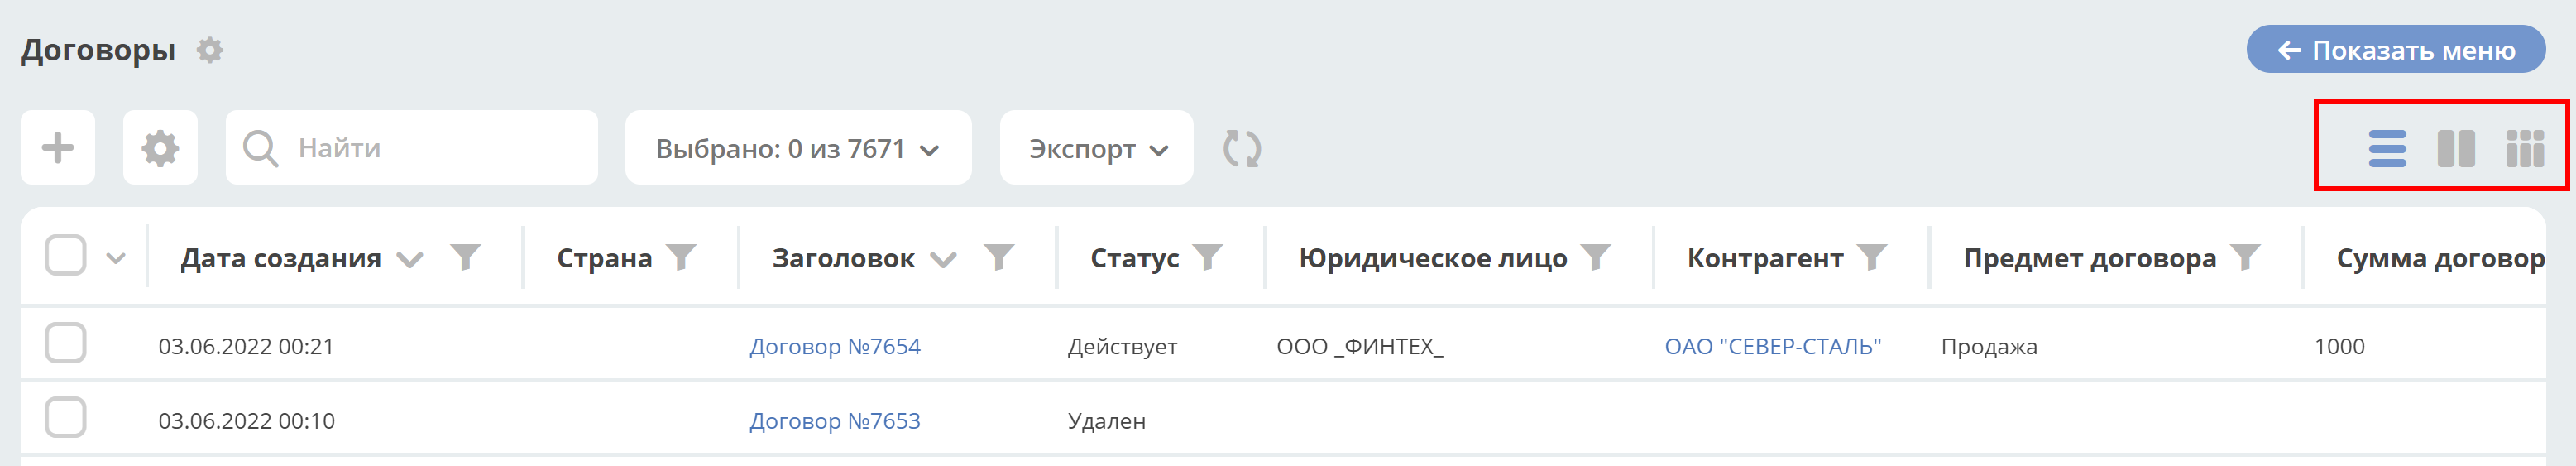 Договоры
Показать меню
Найти
Выбрано: 0 из 7671
Экспорт
Дата создания Страна Заголовок Статус Юридическое лицо Контрагент Предмет договора Сумма договор
03.06.2022 00:21 Договор №7654 Действует ООО _ФИНТЕХ_ ОАО "СЕВЕР-СТАЛЬ" Продажа 1000
03.06.2022 00:10 Договор №7653 Удален